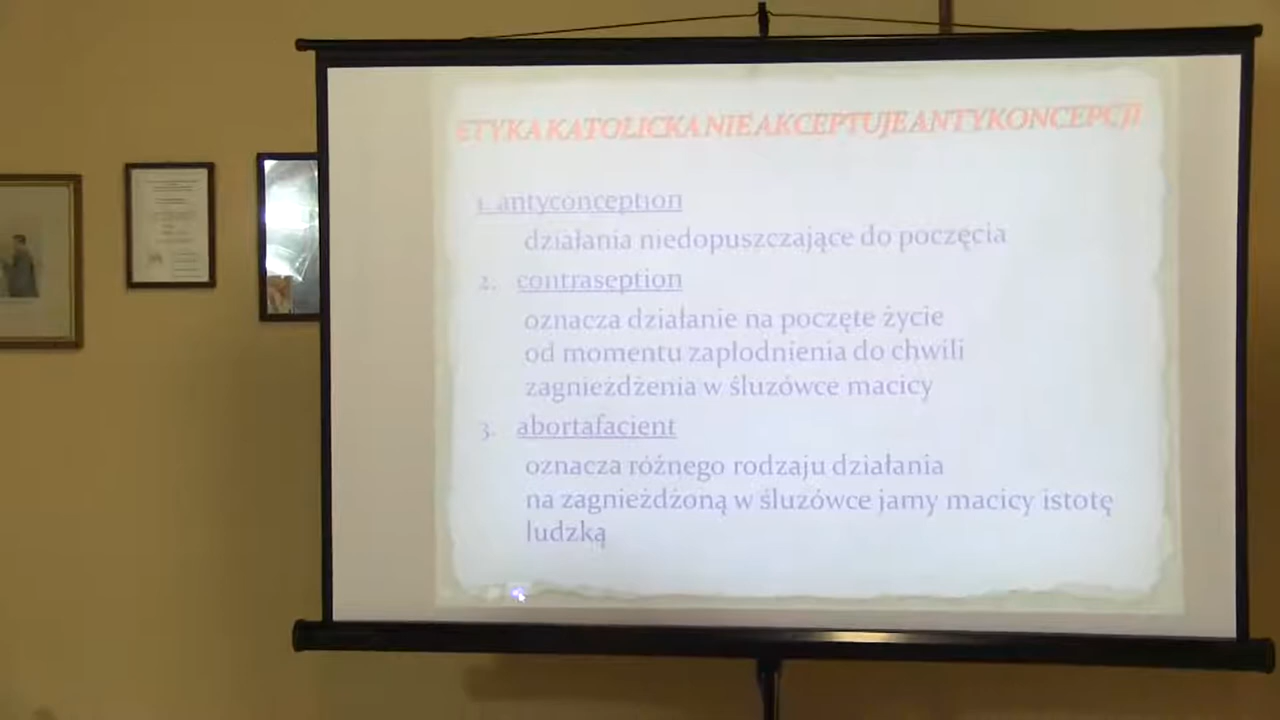 ETYKA KATOLICKA NIE AKCEPTUJE ANTYKONCEPCJI
1. antyconception
działania niedopuszczające do poczęcia
2. contraseption
oznacza działanie na poczęte życie
od momentu zapłodnienia do chwili
zagnieżdżenia w śluzówce macicy
3. abortafacient
oznacza różnego rodzaju działania
na zagnieżdżoną w śluzówce jamy macicy istotę
ludzką